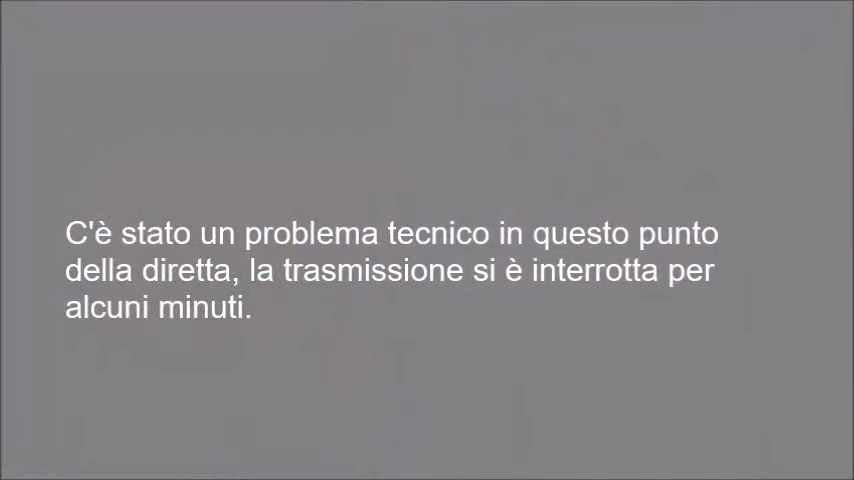 C'è stato un problema tecnico in questo punto
della diretta, la trasmissione si è interrotta per
alcuni minuti.